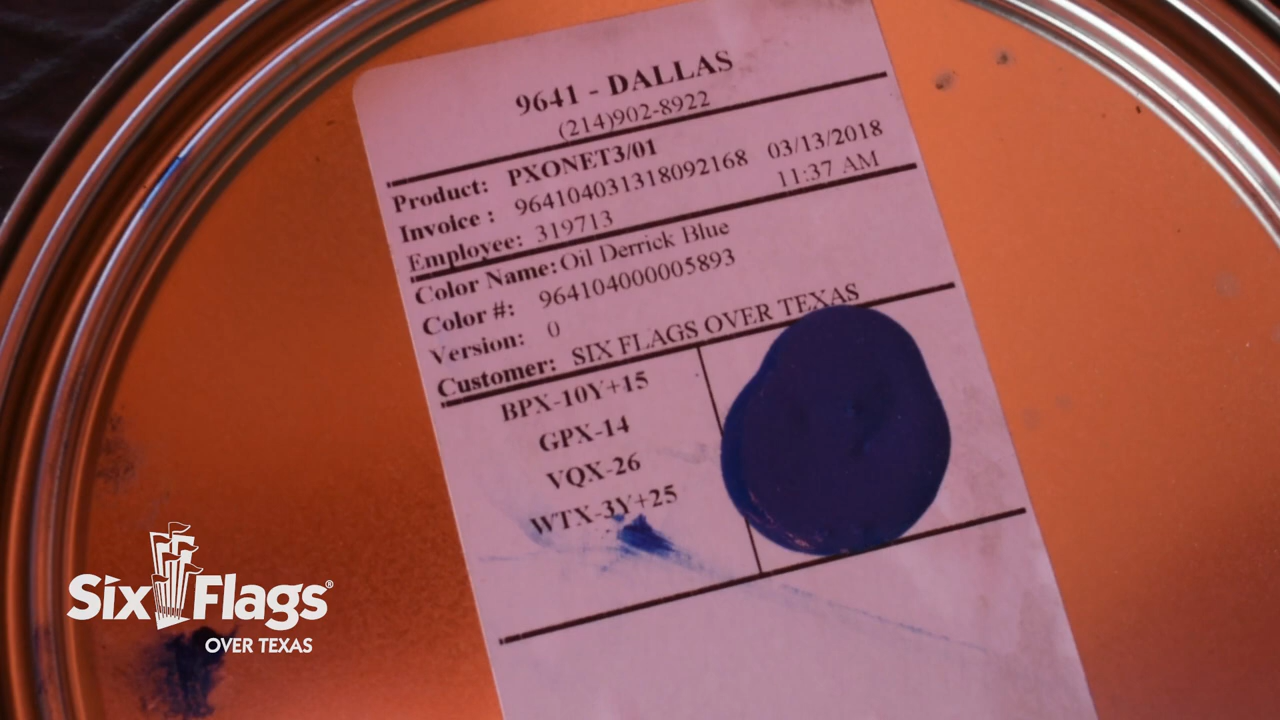 9641 - DALLAS
(214)902-8922
Product: PXONET3/01
Invoice : 964104031318092168 03/13/2018
Employee: 319713 11:37 AM
Color Name: Oil Derrick Blue
Color #: 964104000005893
Version: 0
Customer: SIX FLAGS OVER TEXAS
BPX-10Y+15
GPX-14
VQX-26
WTX-3Y+25
Six Flags®
OVER TEXAS